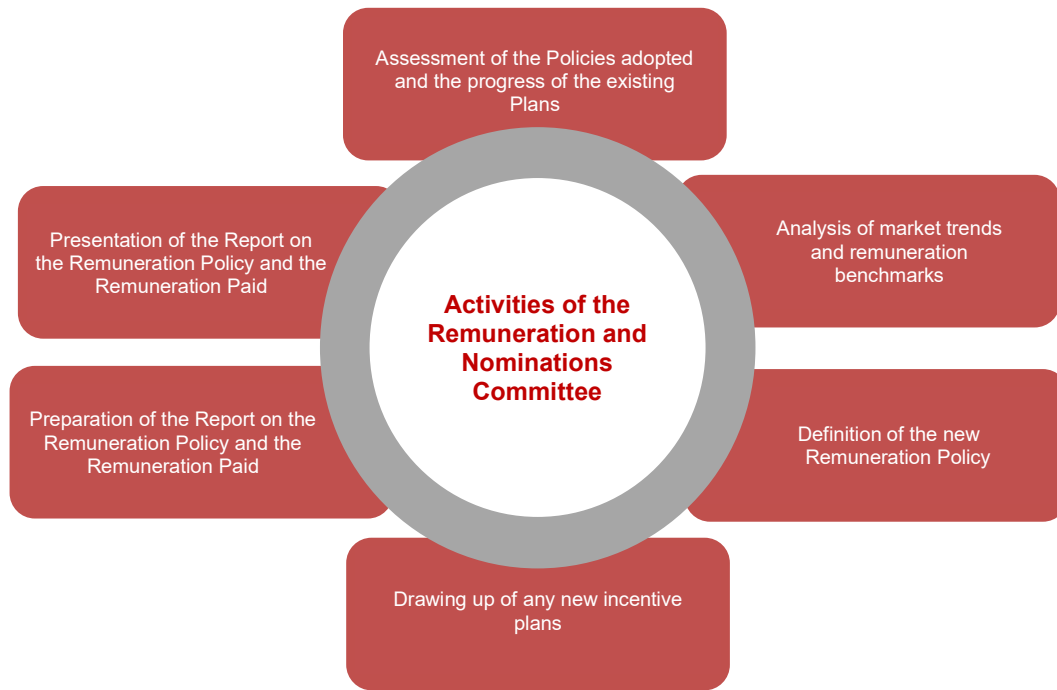 Assessment of the Policies adopted
and the progress of the existing
Plans
Analysis of market trends
and remuneration
benchmarks
Definition of the new
Remuneration Policy
Drawing up of any new incentive
plans
Preparation of the Report on the
Remuneration Policy and the
Remuneration Paid
Presentation of the Report on
the Remuneration Policy and the
Remuneration Paid
Activities of the
Remuneration and
Nominations
Committee